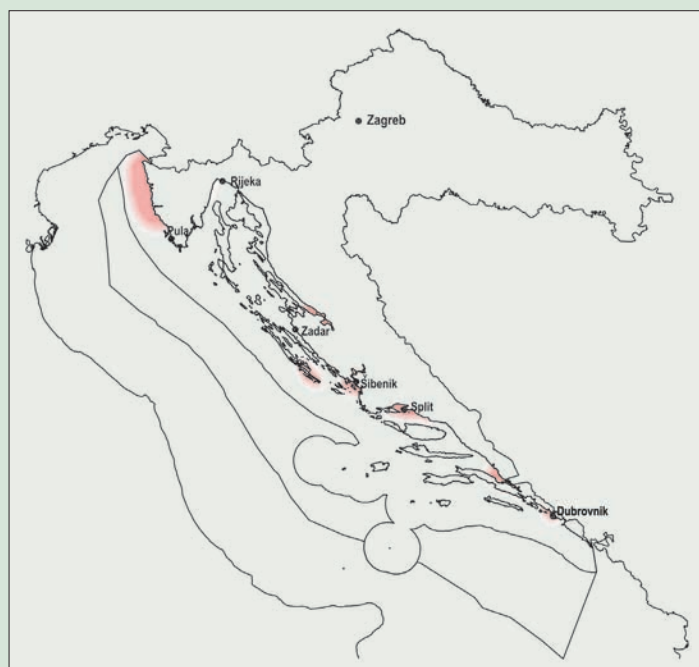 Zagreb
Rijeka
Pula
Zadar
Šibenik
Split
Dubrovnik